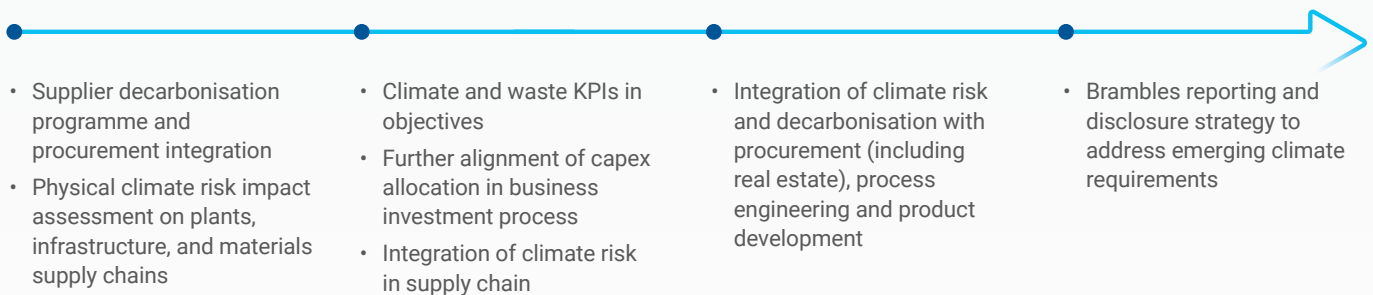 • Supplier decarbonisation
programme and
procurement integration
• Physical climate risk impact
assessment on plants,
infrastructure, and materials
supply chains
• Climate and waste KPIs in
objectives
• Further alignment of capex
allocation in business
investment process
• Integration of climate risk
in supply chain
• Integration of climate risk
and decarbonisation with
procurement (including
real estate), process
engineering and product
development
• Brambles reporting and
disclosure strategy to
address emerging climate
requirements